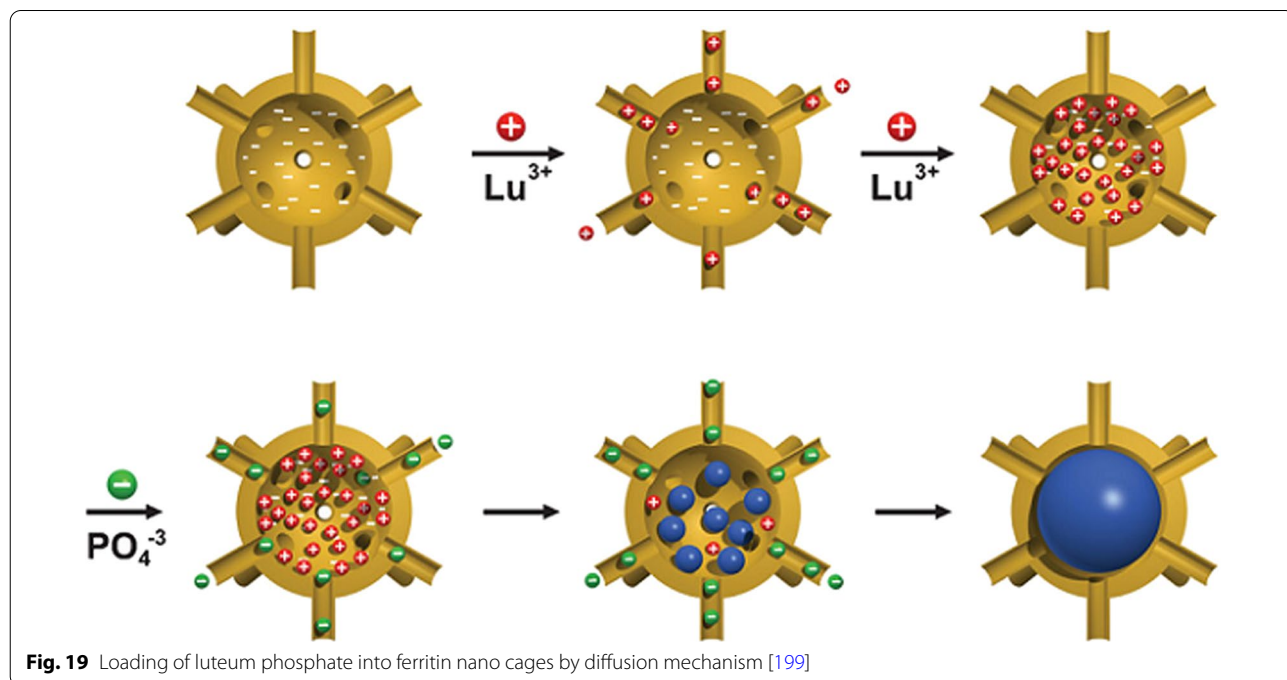 Lu³⁺
Lu³⁺
PO₄⁻³
Fig. 19 Loading of luteum phosphate into ferritin nano cages by diffusion mechanism [199]